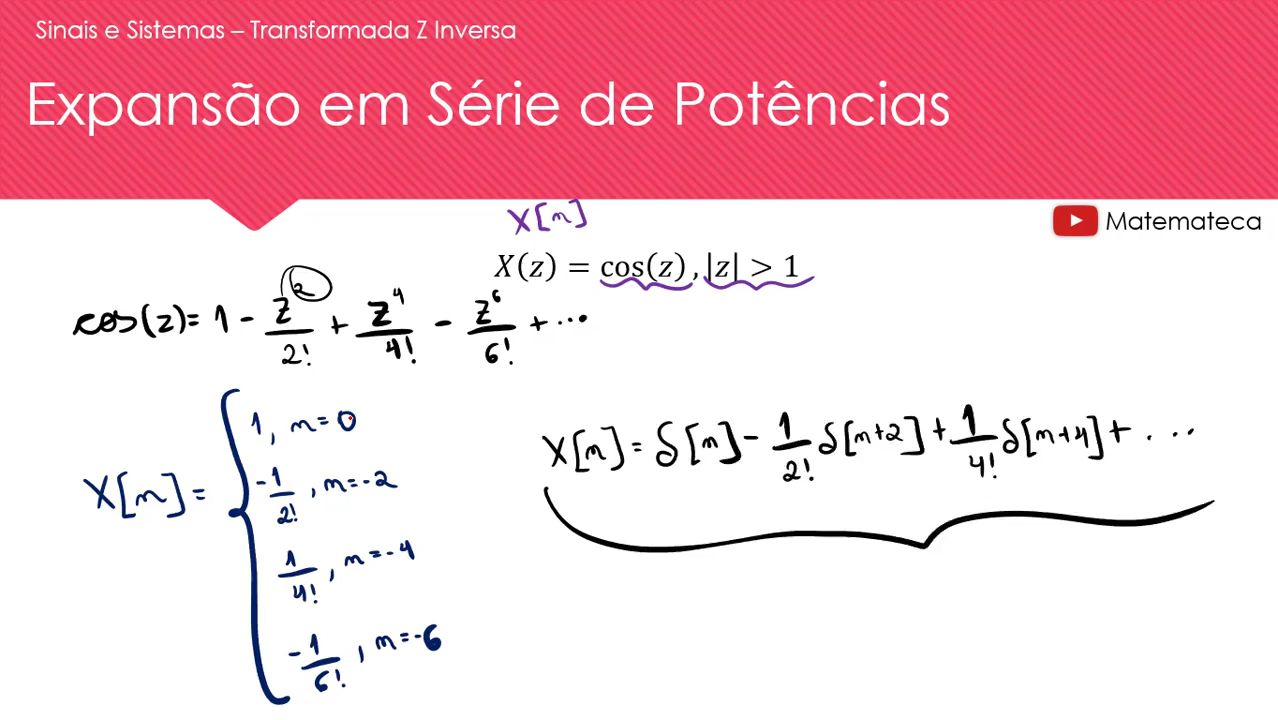 Sinais e Sistemas – Transformada Z Inversa
Expansão em Série de Potências
Matemateca
X[n]
X(z) = cos(z), |z| > 1
cos(z) = 1 - z²/2! + z⁴/4! - z⁶/6! + ...
X[n] = { 1, n=0
-1/2!, n=-2
1/4!, n=-4
-1/6!, n=-6
X[n] = δ[n] - 1/2! δ[n+2] + 1/4! δ[n+4] + ...